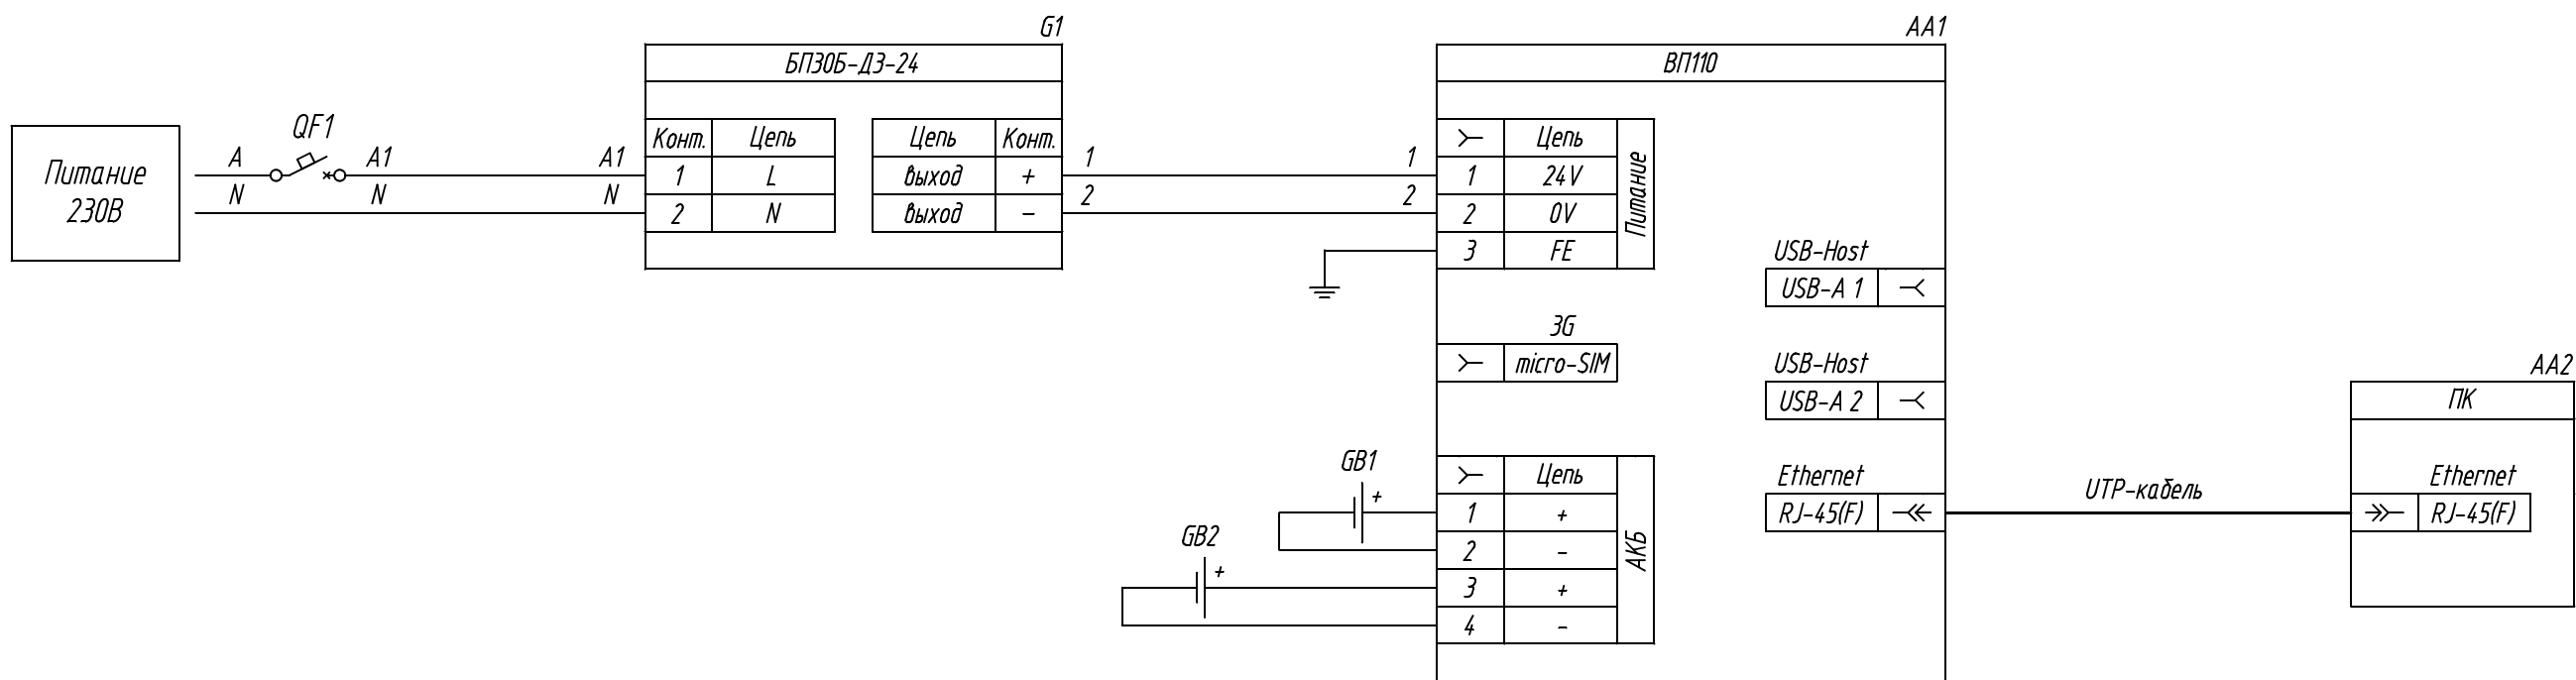 Питание
230В
QF1
A
A1
A1
N
N
N
G1
БП30Б-Д3-24
Конт. Цепь
1 L
2 N
Цепь Конт.
выход +
выход -
1
1
2
2
AA1
ВП110
Цепь
1 24V
2 0V
3 FE
Питание
3G
micro-SIM
GB1
+
GB2
+
Цепь
1 +
2 -
3 +
4 -
АКБ
USB-Host
USB-A 1
USB-Host
USB-A 2
Ethernet
RJ-45(F)
UTP-кабель
AA2
ПК
Ethernet
RJ-45(F)